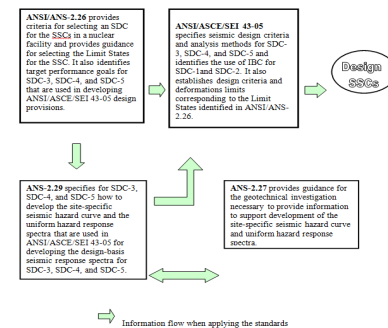 ANSI/ANS-2.26 provides
criteria for selecting an SDC
for the SSCs in a nuclear
facility and provides guidance
for selecting the Limit States
for the SSC. It also identifies
target performance goals for
SDC-3, SDC-4, and SDC-5
that are used in developing
ANSI/ASCE/SEI 43-05 design
provisions.
ANSI/ASCE/SEI 43-05
specifies seismic design criteria
and analysis methods for SDC-
3, SDC-4, and SDC-5 and
identifies the use of IBC for
SDC-1and SDC-2. It also
establishes design criteria and
deformations limits
corresponding to the Limit
States identified in ANSI/ANS-
2.26.
Design
SSCs
ANS-2.29 specifies for SDC-3,
SDC-4, and SDC-5 how to
develop the site-specific
seismic hazard curve and the
uniform hazard response
spectra that are used in
ANSI/ASCE/SEI 43-05 for
developing the design-basis
seismic response spectra for
SDC-3, SDC-4, and SDC-5.
ANS-2.27 provides guidance for
the geotechnical investigation
necessary to provide information
to support development of the
site-specific seismic hazard curve
and uniform hazard response
spectra.
Information flow when applying the standards